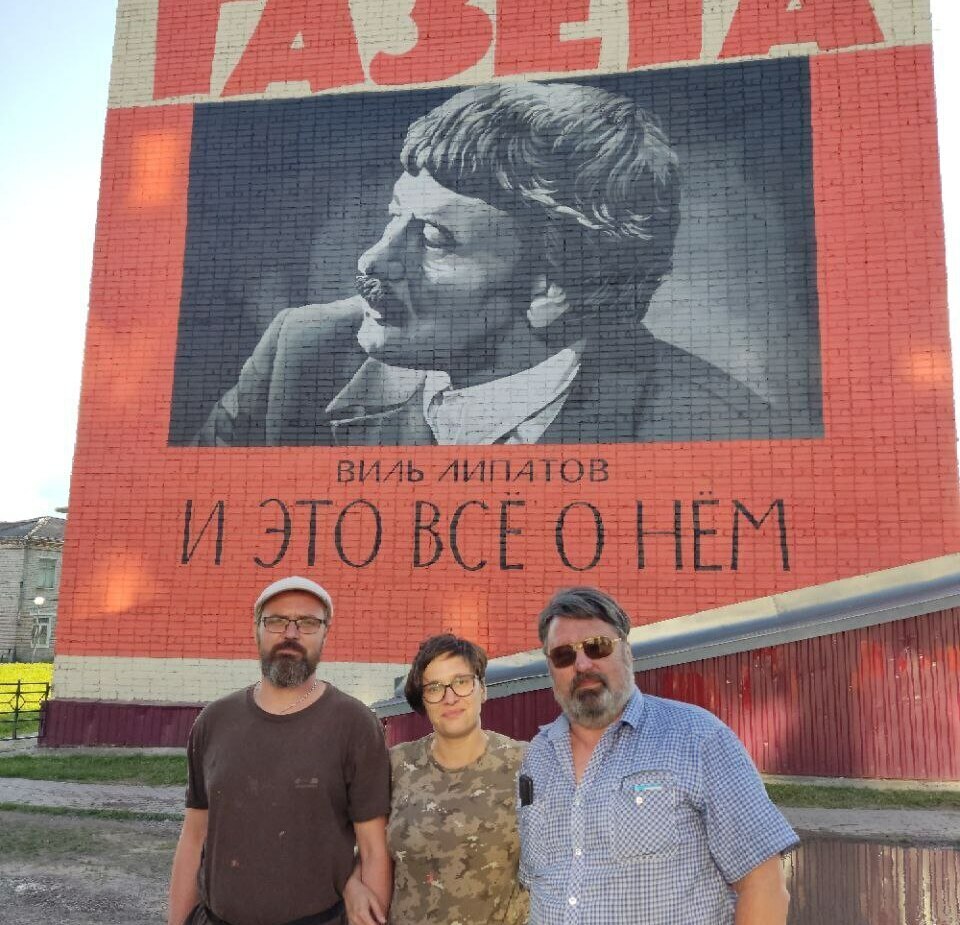 ГАЗЕТА
ВИЛЬ ЛИПАТОВ
И ЭТО ВСЁ О НЁМ